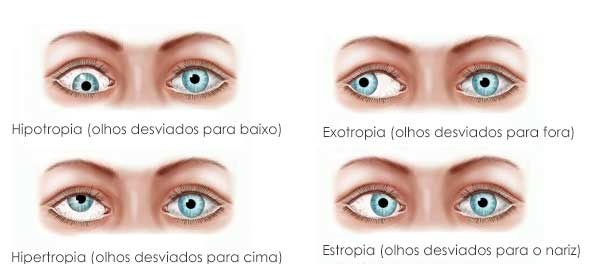 Hipotropia (olhos desviados para baixo)
Exotropia (olhos desviados para fora)
Hipertropia (olhos desviados para cima)
Estropia (olhos desviados para o nariz)